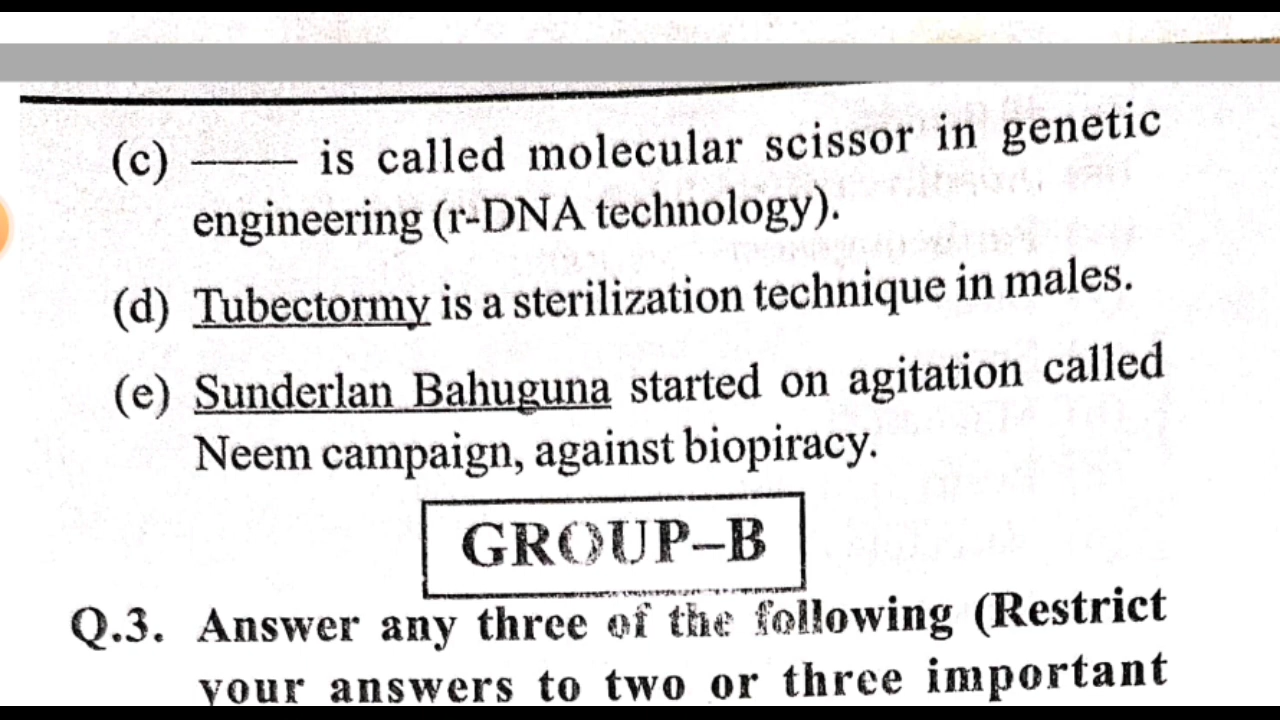 (c) —— is called molecular scissor in genetic
engineering (r-DNA technology).
(d) Tubectormy is a sterilization technique in males.
(e) Sunderlan Bahuguna started on agitation called
Neem campaign, against biopiracy.
GROUP–B
Q.3. Answer any three of the following (Restrict
your answers to two or three important